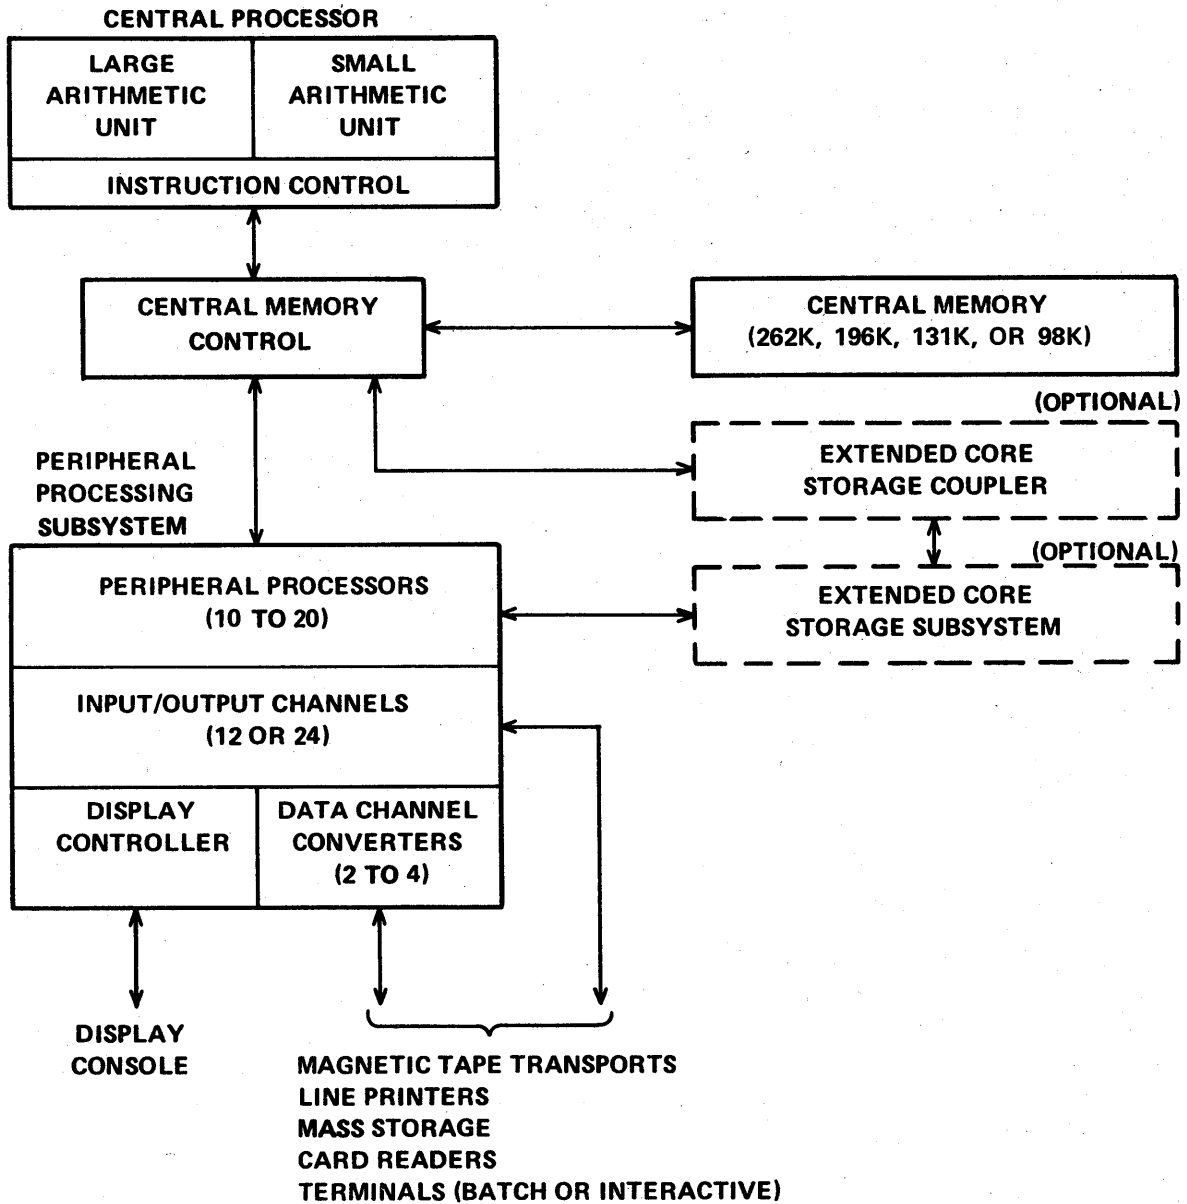 CENTRAL PROCESSOR
LARGE
ARITHMETIC
UNIT
SMALL
ARITHMETIC
UNIT
INSTRUCTION CONTROL
CENTRAL MEMORY
CONTROL
CENTRAL MEMORY
(262K, 196K, 131K, OR 98K)
(OPTIONAL)
EXTENDED CORE
STORAGE COUPLER
PERIPHERAL
PROCESSING
SUBSYSTEM
(OPTIONAL)
EXTENDED CORE
STORAGE SUBSYSTEM
PERIPHERAL PROCESSORS
(10 TO 20)
INPUT/OUTPUT CHANNELS
(12 OR 24)
DISPLAY
CONTROLLER
DATA CHANNEL
CONVERTERS
(2 TO 4)
DISPLAY
CONSOLE
MAGNETIC TAPE TRANSPORTS
LINE PRINTERS
MASS STORAGE
CARD READERS
TERMINALS (BATCH OR INTERACTIVE)